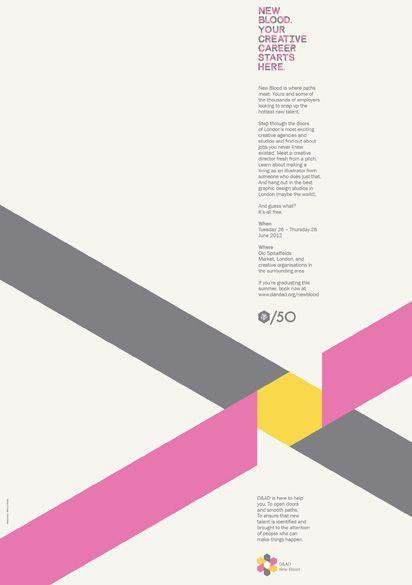 NEW
BLOOD.
YOUR
CREATIVE
CAREER
STARTS
HERE.
New Blood is where paths
meet. Yours and some of
the thousands of employers
looking to snap up the
hottest new talent.
Step through the doors
of London's most exciting
creative agencies and
studios and find out about
jobs you never knew
existed. Meet a creative
director fresh from a pitch.
Learn about making a
living as an illustrator from
someone who does just that.
And hang out in the best
graphic design studios in
London (maybe the world).
And guess what?
It's all free.
When
Tuesday 26 – Thursday 28
June 2012
Where
Old Spitalfields
Market, London, and
creative organisations in
the surrounding area
If you're graduating this
summer, book now at
www.dandad.org/newblood
/50
D&AD is here to help
you. To open doors
and smooth paths.
To ensure that new
talent is identified and
brought to the attention
of people who can
make things happen.
D&AD
New Blood